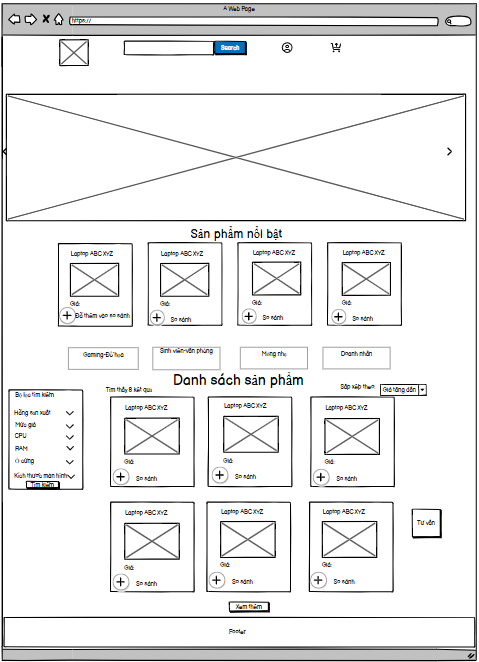 A Web Page
https://
Search
Sản phẩm nổi bật
Laptop ABC XYZ
Giá:
Đã thêm vào so sánh
Laptop ABC XYZ
Giá:
So sánh
Laptop ABC XYZ
Giá:
So sánh
Laptop ABC XYZ
Giá:
So sánh
Gaming-Đồ họa
Sinh viên-văn phòng
Mỏng nhẹ
Doanh nhân
Danh sách sản phẩm
Tìm thấy 8 kết quả
Sắp xếp theo:
Giá tăng dần
Bộ lọc tìm kiếm
Hãng sản xuất
Mức giá
CPU
RAM
Ổ cứng
Kích thước màn hình
Tìm kiếm
Laptop ABC XYZ
Giá:
So sánh
Laptop ABC XYZ
Giá:
So sánh
Laptop ABC XYZ
Giá:
So sánh
Laptop ABC XYZ
Giá:
So sánh
Laptop ABC XYZ
Giá:
So sánh
Laptop ABC XYZ
Giá:
So sánh
Tư vấn
Xem thêm
Footer